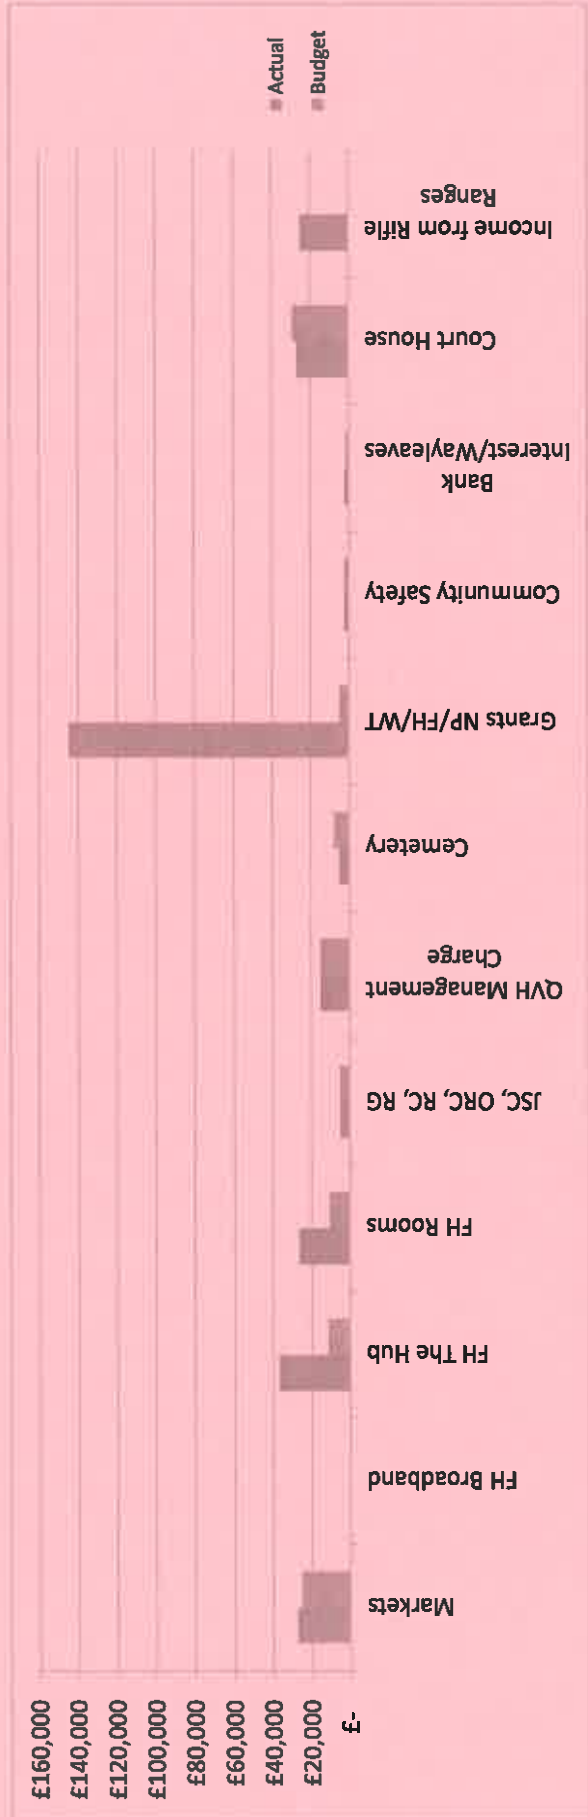 £160,000
£140,000
£120,000
£100,000
£80,000
£60,000
£40,000
£20,000
£-
Markets
FH Broadband
FH The Hub
FH Rooms
JSC, ORC, RC, RG
QVH Management
Charge
Cemetery
Grants NP/FH/WT
Community Safety
Bank
Interest/Wayleaves
Court House
Income from Rifle
Ranges
Actual
Budget